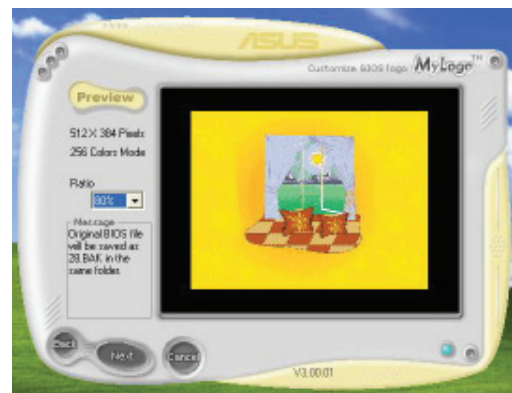 ASUS
Customize BIOS logo MyLogo™
Preview
512 X 384 Pixels
256 Colors Mode
Ratio
80%
Message
Original BIOS file
will be saved as
28.BAK in the
same folder.
Back
Next
Cancel
V3.00.01